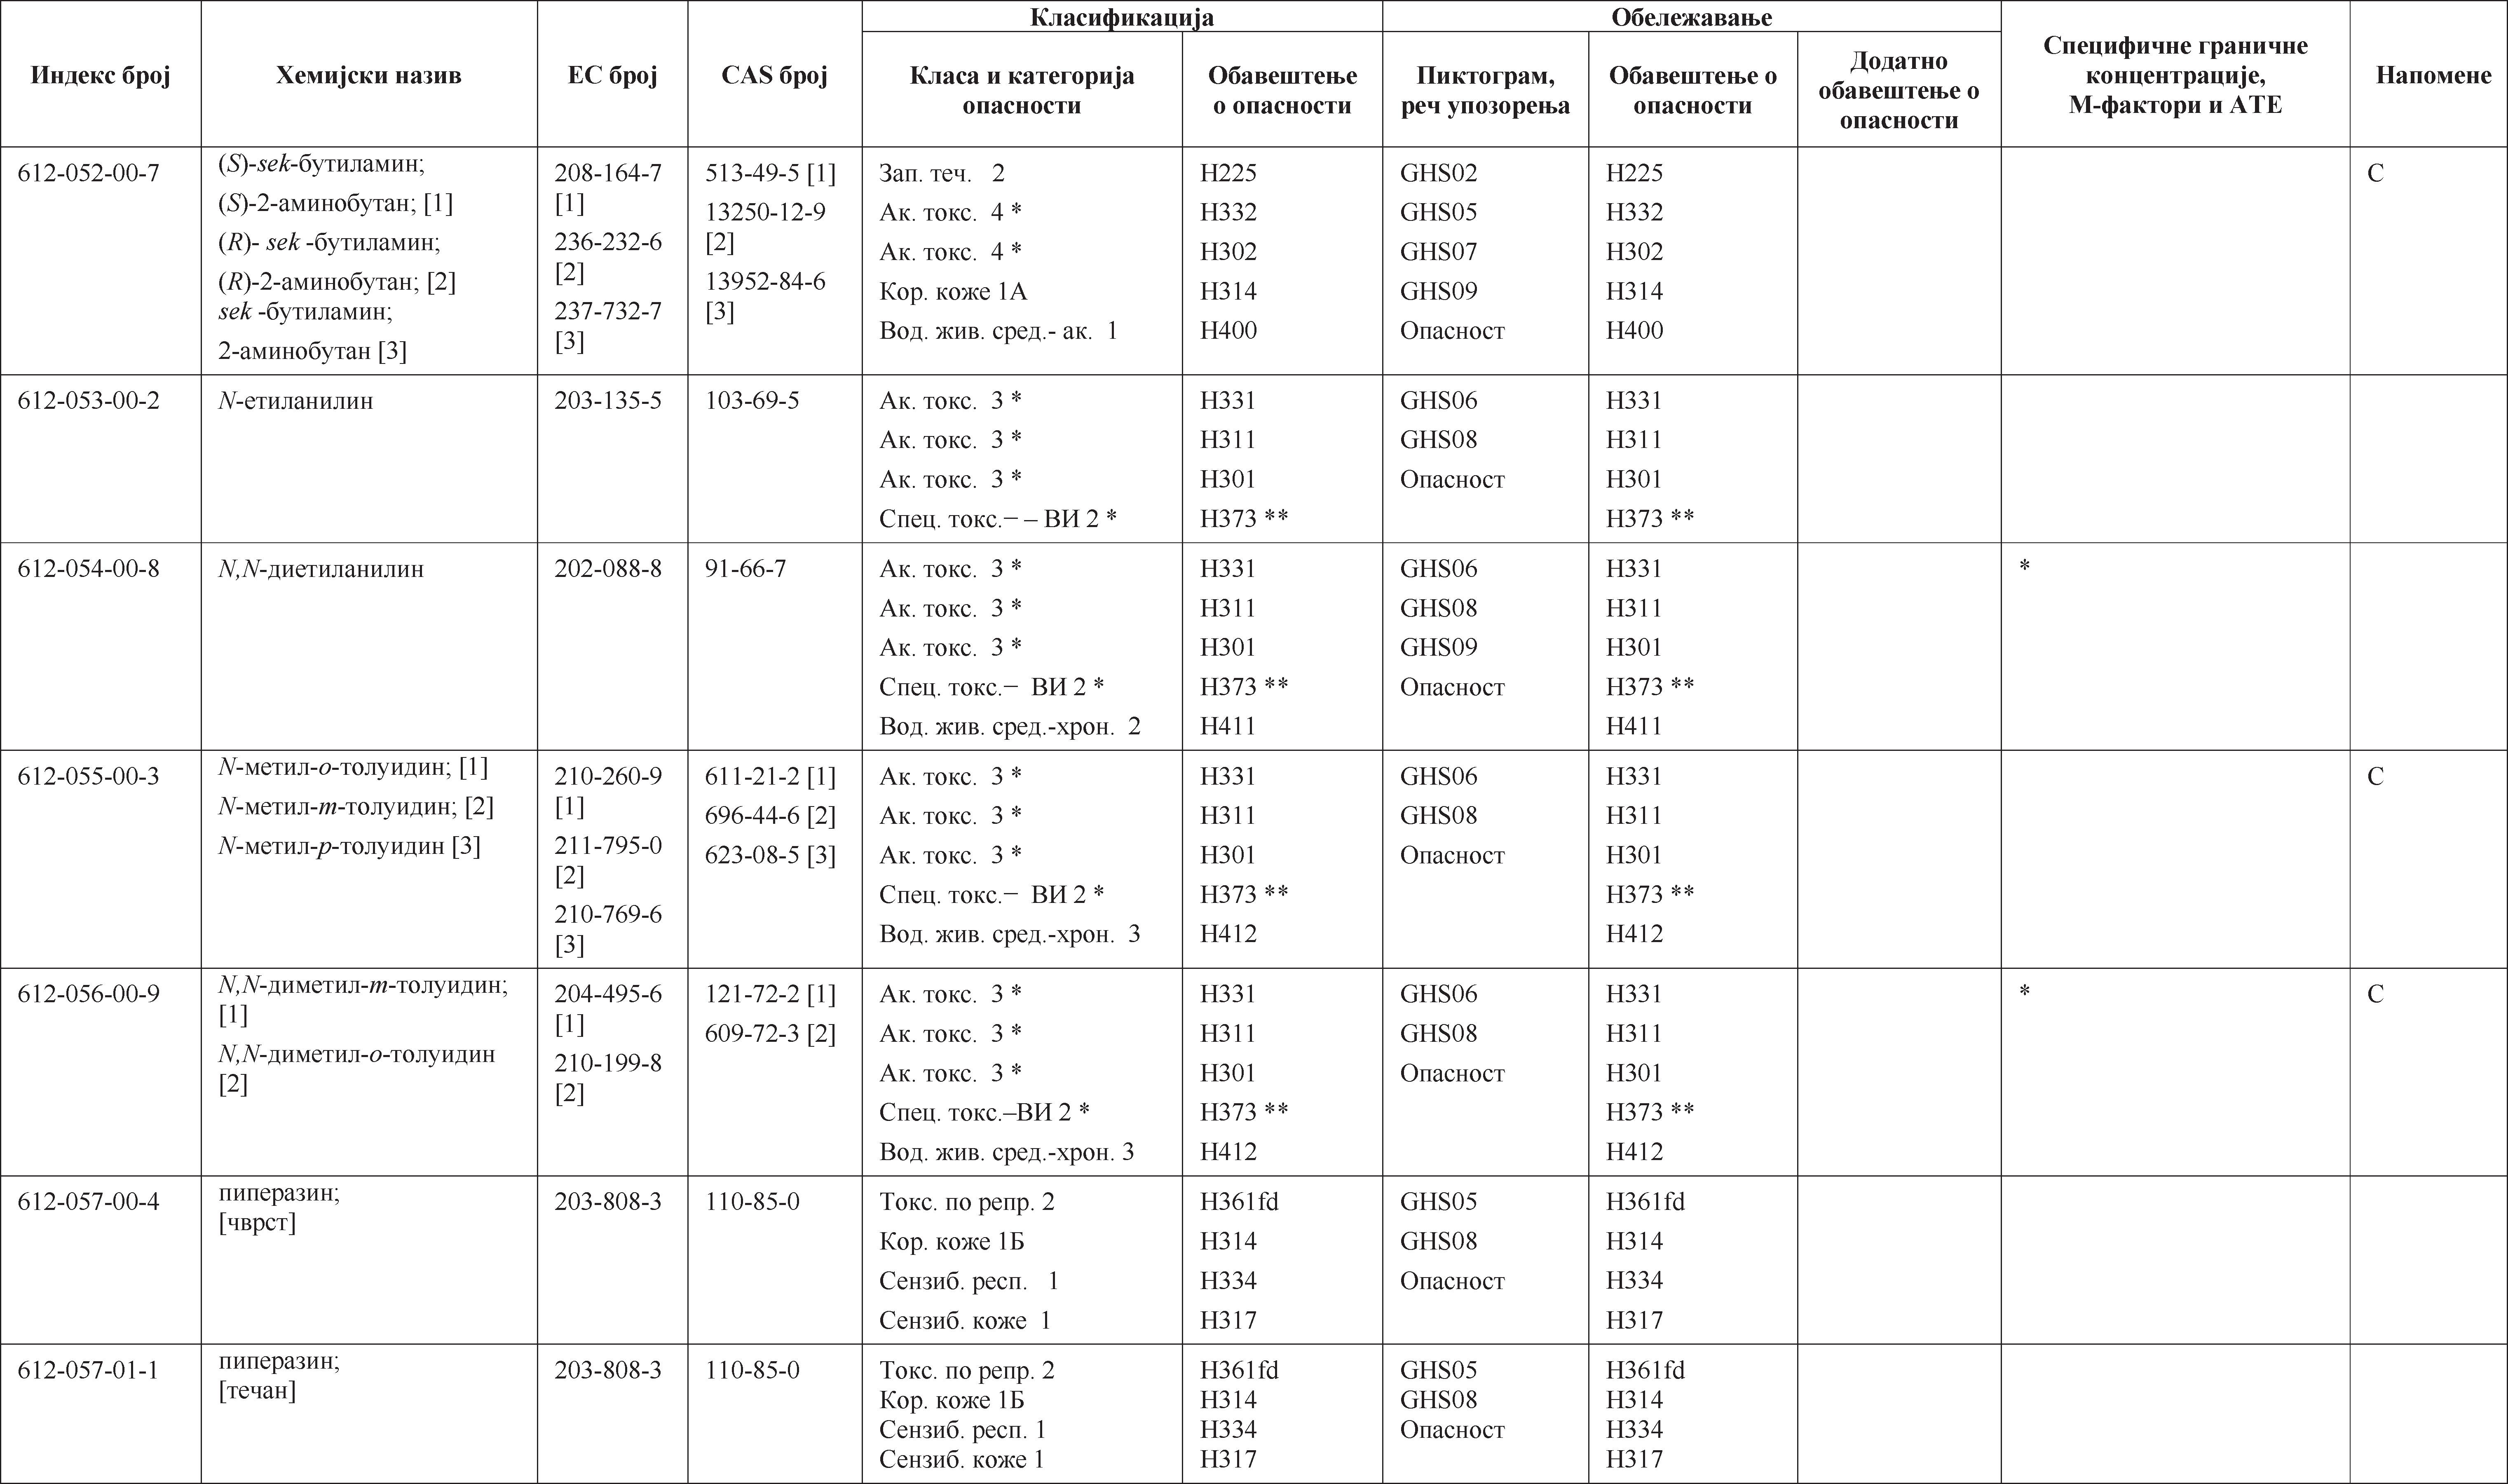 Индекс број
Хемијски назив
ЕС број
CAS број
Класификација
Класа и категорија
опасности
Обавештење
о опасности
Обележавање
Пиктограм,
реч упозорења
Обавештење о
опасности
Додатно
обавештење о
опасности
Специфичне граничне
концентрације,
М-фактори и АТЕ
Напомене
612-052-00-7
(S)-sek-бутиламин;
(S)-2-аминобутан; [1]
(R)- sek -бутиламин;
(R)-2-аминобутан; [2]
sek -бутиламин;
2-аминобутан [3]
208-164-7
[1]
236-232-6
[2]
237-732-7
[3]
513-49-5 [1]
13250-12-9
[2]
13952-84-6
[3]
Зап. теч. 2
Ак. токс. 4 *
Ак. токс. 4 *
Кор. коже 1А
Вод. жив. сред.- ак. 1
H225
H332
H302
H314
H400
GHS02
GHS05
GHS07
GHS09
Опасност
H225
H332
H302
H314
H400
C
612-053-00-2
N-етиланилин
203-135-5
103-69-5
Ак. токс. 3 *
Ак. токс. 3 *
Ак. токс. 3 *
Спец. токс.− – ВИ 2 *
H331
H311
H301
H373 **
GHS06
GHS08
Опасност
H331
H311
H301
H373 **
612-054-00-8
N,N-диетиланилин
202-088-8
91-66-7
Ак. токс. 3 *
Ак. токс. 3 *
Ак. токс. 3 *
Спец. токс.− ВИ 2 *
Вод. жив. сред.-хрон. 2
H331
H311
H301
H373 **
H411
GHS06
GHS08
GHS09
Опасност
H331
H311
H301
H373 **
H411
*
612-055-00-3
N-метил-o-толуидин; [1]
N-метил-m-толуидин; [2]
N-метил-p-толуидин [3]
210-260-9
[1]
211-795-0
[2]
210-769-6
[3]
611-21-2 [1]
696-44-6 [2]
623-08-5 [3]
Ак. токс. 3 *
Ак. токс. 3 *
Ак. токс. 3 *
Спец. токс.− ВИ 2 *
Вод. жив. сред.-хрон. 3
H331
H311
H301
H373 **
H412
GHS06
GHS08
Опасност
H331
H311
H301
H373 **
H412
C
612-056-00-9
N,N-диметил-m-толуидин;
[1]
N,N-диметил-o-толуидин
[2]
204-495-6
[1]
210-199-8
[2]
121-72-2 [1]
609-72-3 [2]
Ак. токс. 3 *
Ак. токс. 3 *
Ак. токс. 3 *
Спец. токс.–ВИ 2 *
Вод. жив. сред.-хрон. 3
H331
H311
H301
H373 **
H412
GHS06
GHS08
Опасност
H331
H311
H301
H373 **
H412
*
C
612-057-00-4
пиперазин;
[чврст]
203-808-3
110-85-0
Токс. по репр. 2
Кор. коже 1Б
Сензиб. респ. 1
Сензиб. коже 1
H361fd
H314
H334
H317
GHS05
GHS08
Опасност
H361fd
H314
H334
H317
612-057-01-1
пиперазин;
[течан]
203-808-3
110-85-0
Токс. по репр. 2
Кор. коже 1Б
Сензиб. респ. 1
Сензиб. коже 1
H361fd
H314
H334
H317
GHS05
GHS08
Опасност
H361fd
H314
H334
H317